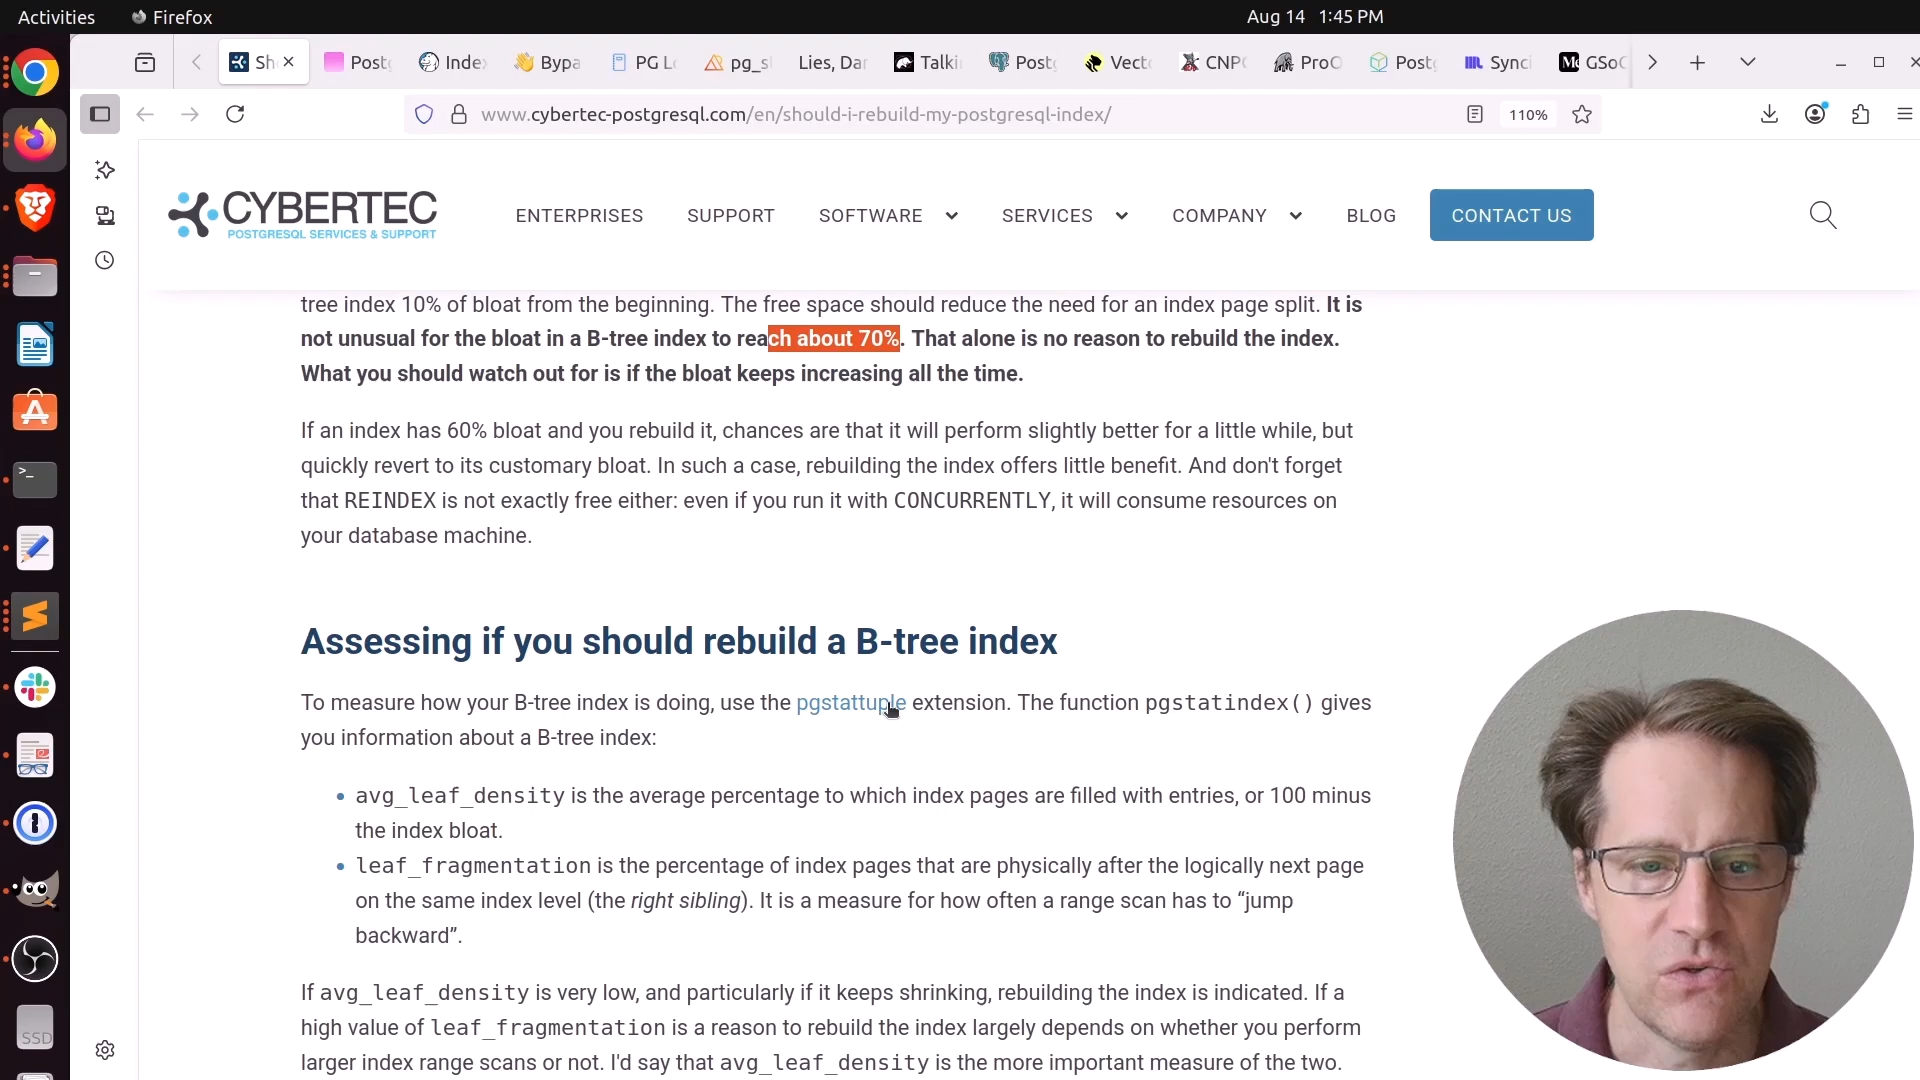 Activities
Firefox
Aug 14 1:45 PM
Sh
Post
Inde
Bypa
PG L
pg_s
Lies, Dar
Talki
Post
Vect
CNP
ProO
Post
Synci
GSoC
www.cybertec-postgresql.com/en/should-i-rebuild-my-postgresql-index/
110%
CYBERTEC
POSTGRESQL SERVICES & SUPPORT
ENTERPRISES
SUPPORT
SOFTWARE
SERVICES
COMPANY
BLOG
CONTACT US
tree index 10% of bloat from the beginning. The free space should reduce the need for an index page split. It is
not unusual for the bloat in a B-tree index to reach about 70%. That alone is no reason to rebuild the index.
What you should watch out for is if the bloat keeps increasing all the time.
If an index has 60% bloat and you rebuild it, chances are that it will perform slightly better for a little while, but
quickly revert to its customary bloat. In such a case, rebuilding the index offers little benefit. And don't forget
that REINDEX is not exactly free either: even if you run it with CONCURRENTLY, it will consume resources on
your database machine.
Assessing if you should rebuild a B-tree index
To measure how your B-tree index is doing, use the pgstattuple extension. The function pgstatindex() gives
you information about a B-tree index:
• avg_leaf_density is the average percentage to which index pages are filled with entries, or 100 minus
the index bloat.
• leaf_fragmentation is the percentage of index pages that are physically after the logically next page
on the same index level (the right sibling). It is a measure for how often a range scan has to “jump
backward”.
If avg_leaf_density is very low, and particularly if it keeps shrinking, rebuilding the index is indicated. If a
high value of leaf_fragmentation is a reason to rebuild the index largely depends on whether you perform
larger index range scans or not. I'd say that avg_leaf_density is the more important measure of the two.
SSD